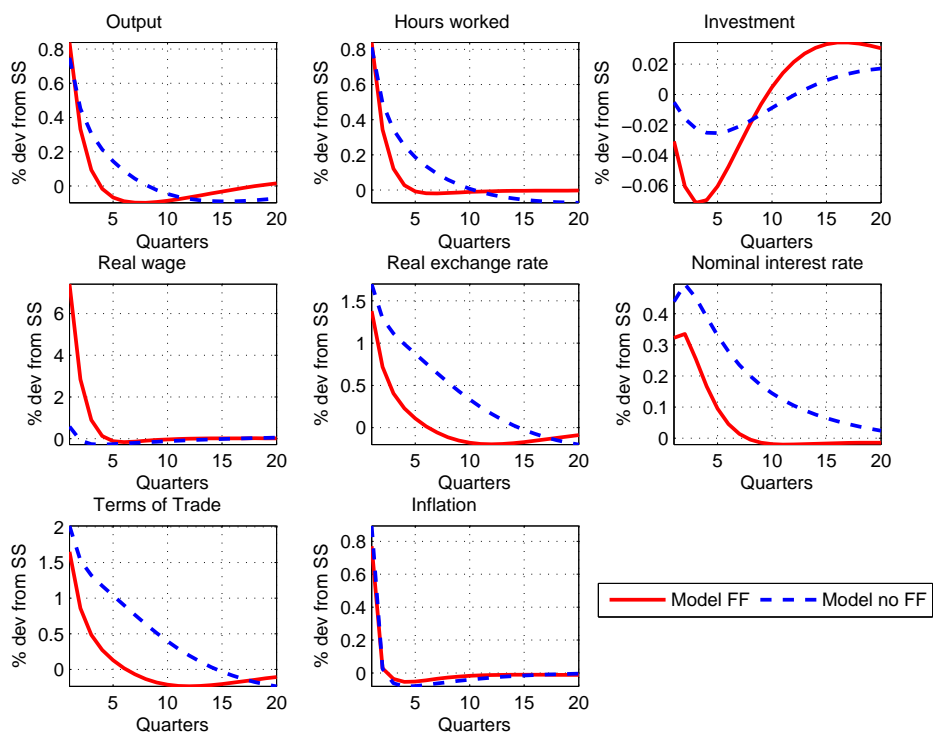 Output
% dev from SS
0.8
0.6
0.4
0.2
0
5 10 15 20
Quarters
Hours worked
% dev from SS
0.8
0.6
0.4
0.2
0
5 10 15 20
Quarters
Investment
% dev from SS
0.02
0
−0.02
−0.04
−0.06
5 10 15 20
Quarters
Real wage
% dev from SS
6
4
2
0
5 10 15 20
Quarters
Real exchange rate
% dev from SS
1.5
1
0.5
0
5 10 15 20
Quarters
Nominal interest rate
% dev from SS
0.4
0.3
0.2
0.1
0
5 10 15 20
Quarters
Terms of Trade
% dev from SS
2
1.5
1
0.5
0
5 10 15 20
Quarters
Inflation
% dev from SS
0.8
0.6
0.4
0.2
0
5 10 15 20
Quarters
Model FF Model no FF